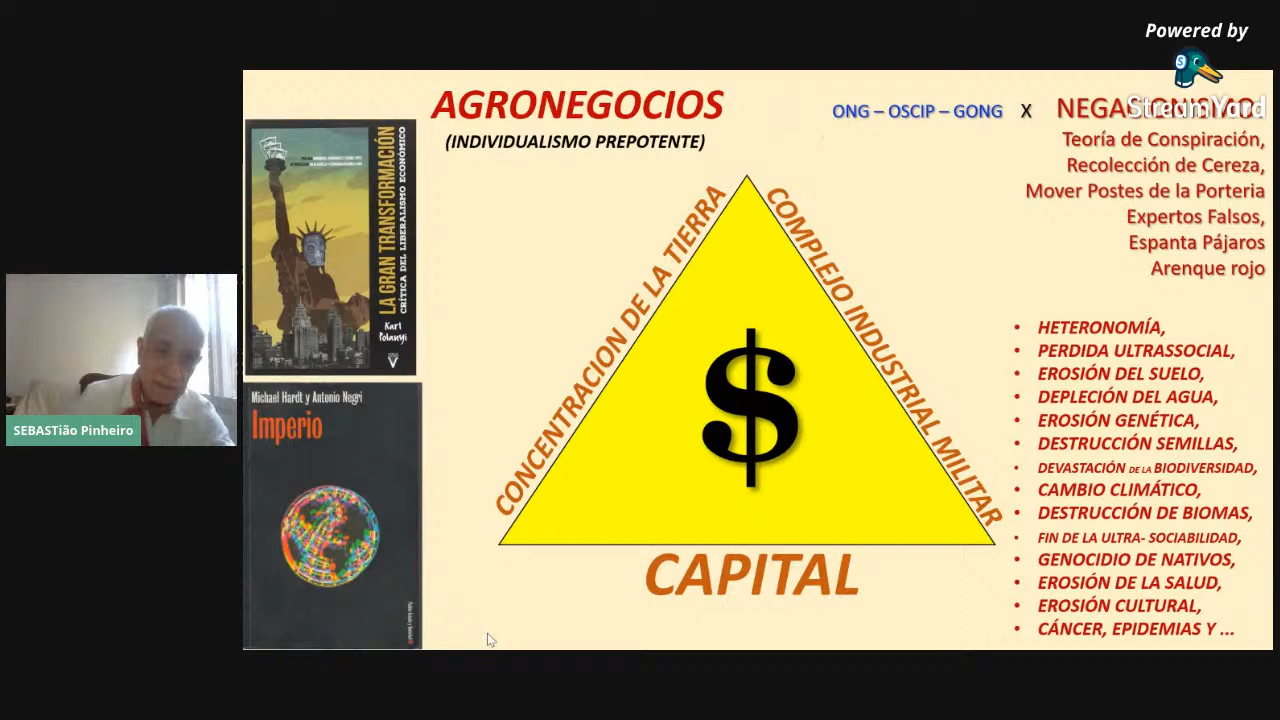 Powered by
StreamYard
AGRONEGOCIOS
(INDIVIDUALISMO PREPOTENTE)
ONG – OSCIP – GONG X
Teoría de Conspiración,
Recolección de Cereza,
Mover Postes de la Porteria
Expertos Falsos,
Espanta Pájaros
Arenque rojo
LA GRAN TRANSFORMACIÓN
CRÍTICA DEL LIBERALISMO ECONÓMICO
Karl
Polanyi
Michael Hardt y Antonio Negri
Imperio
SEBASTião Pinheiro
CONCENTRACION DE LA TIERRA
COMPLEJO INDUSTRIAL MILITAR
$
CAPITAL
• HETERONOMÍA,
• PERDIDA ULTRASSOCIAL,
• EROSIÓN DEL SUELO,
• DEPLECIÓN DEL AGUA,
• EROSIÓN GENÉTICA,
• DESTRUCCIÓN SEMILLAS,
• DEVASTACIÓN DE LA BIODIVERSIDAD,
• CAMBIO CLIMÁTICO,
• DESTRUCCIÓN DE BIOMAS,
• FIN DE LA ULTRA- SOCIABILIDAD,
• GENOCIDIO DE NATIVOS,
• EROSIÓN DE LA SALUD,
• EROSIÓN CULTURAL,
• CÁNCER, EPIDEMIAS Y ...